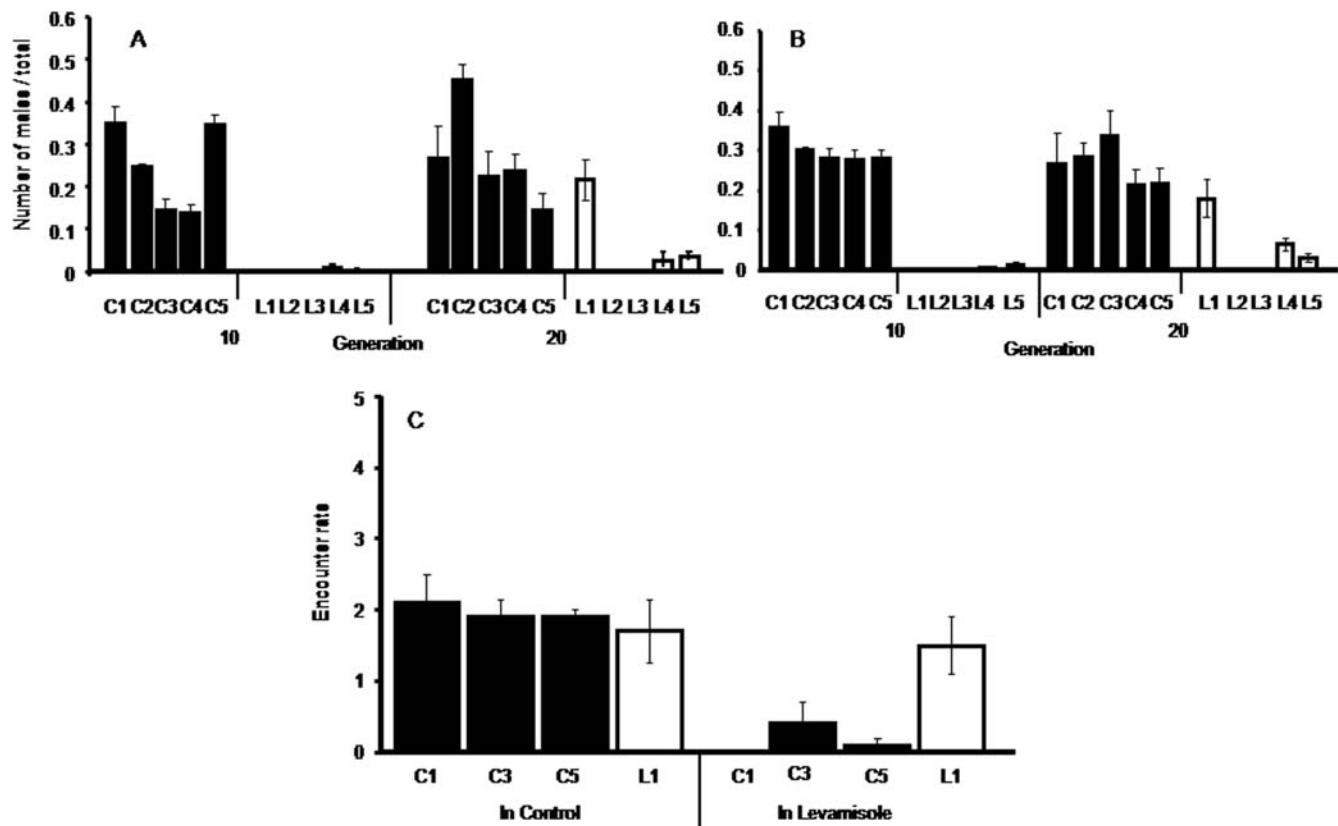 A
Number of males / total
0.6
0.5
0.4
0.3
0.2
0.1
0
C1 C2 C3 C4 C5 L1 L2 L3 L4 L5 C1 C2 C3 C4 C5 L1 L2 L3 L4 L5
10 Generation 20
B
0.6
0.5
0.4
0.3
0.2
0.1
0
C1 C2 C3 C4 C5 L1 L2 L3 L4 L5 C1 C2 C3 C4 C5 L1 L2 L3 L4 L5
10 Generation 20
C
Encounter rate
5
4
3
2
1
0
C1 C3 C5 L1 C1 C3 C5 L1
In Control In Levamisole